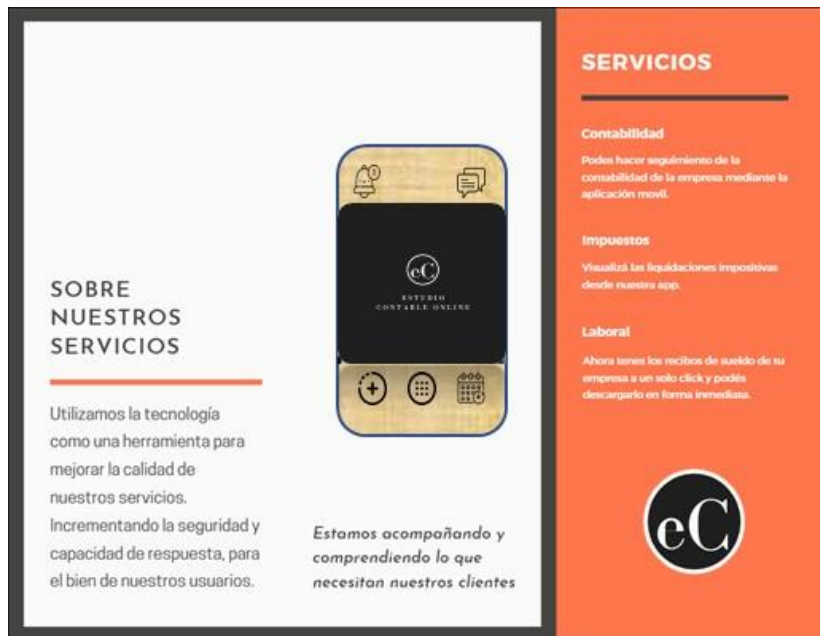 SOBRE
NUESTROS
SERVICIOS
Utilizamos la tecnología
como una herramienta para
mejorar la calidad de
nuestros servicios.
Incrementando la seguridad y
capacidad de respuesta, para
el bien de nuestros usuarios.
eC
ESTUDIO
CONTABLE ONLINE
Estamos acompañando y
comprendiendo lo que
necesitan nuestros clientes
SERVICIOS
Contabilidad
Podes hacer seguimiento de la
contabilidad de la empresa mediante la
aplicación movil.
Impuestos
Visualizá las liquidaciones impositivas
desde nuestra app.
Laboral
Ahora tenes los recibos de sueldo de tu
empresa a un solo click y podés
descargarlo en forma inmediata.
eC